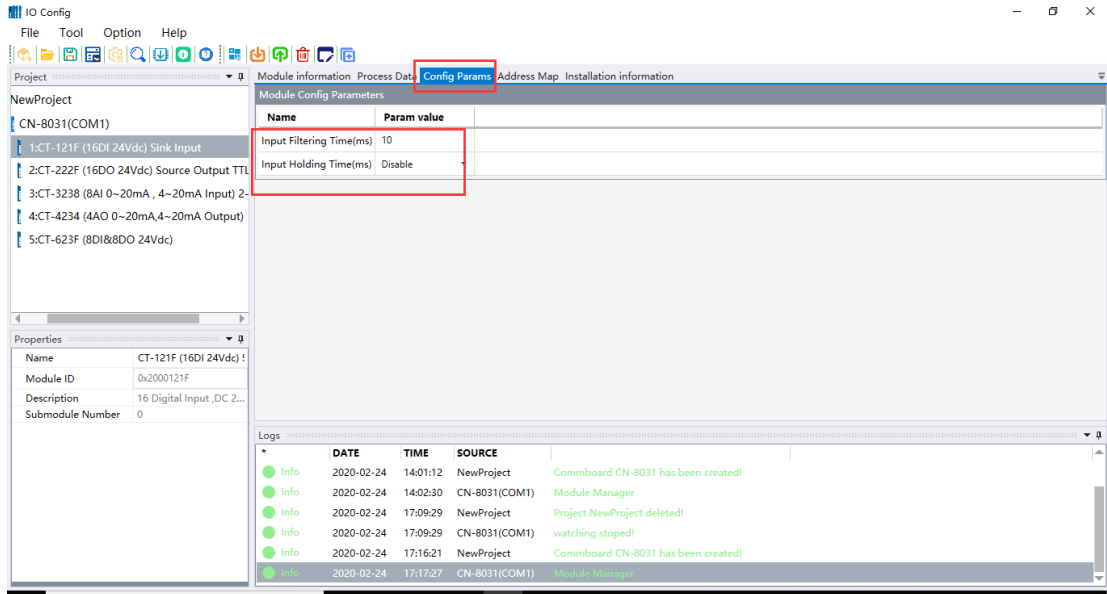 IO Config
File Tool Option Help
Project
NewProject
CN-8031(COM1)
1:CT-121F (16DI 24Vdc) Sink Input
2:CT-222F (16DO 24Vdc) Source Output TTL
3:CT-3238 (8AI 0~20mA , 4~20mA Input) 2-
4:CT-4234 (4AO 0~20mA,4~20mA Output)
5:CT-623F (8DI&8DO 24Vdc)
Properties
Name CT-121F (16DI 24Vdc) S
Module ID 0x2000121F
Description 16 Digital Input ,DC 2...
Submodule Number 0
Module information Process Data Config Params Address Map Installation information
Module Config Parameters
Name Param value
Input Filtering Time(ms) 10
Input Holding Time(ms) Disable
Logs
* DATE TIME SOURCE
Info 2020-02-24 14:01:12 NewProject Commboard CN-8031 has been created!
Info 2020-02-24 14:02:30 CN-8031(COM1) Module Manager
Info 2020-02-24 17:09:29 NewProject Project NewProject deleted!
Info 2020-02-24 17:09:29 CN-8031(COM1) watching stoped!
Info 2020-02-24 17:16:21 NewProject Commboard CN-8031 has been created!
Info 2020-02-24 17:17:27 CN-8031(COM1) Module Manager